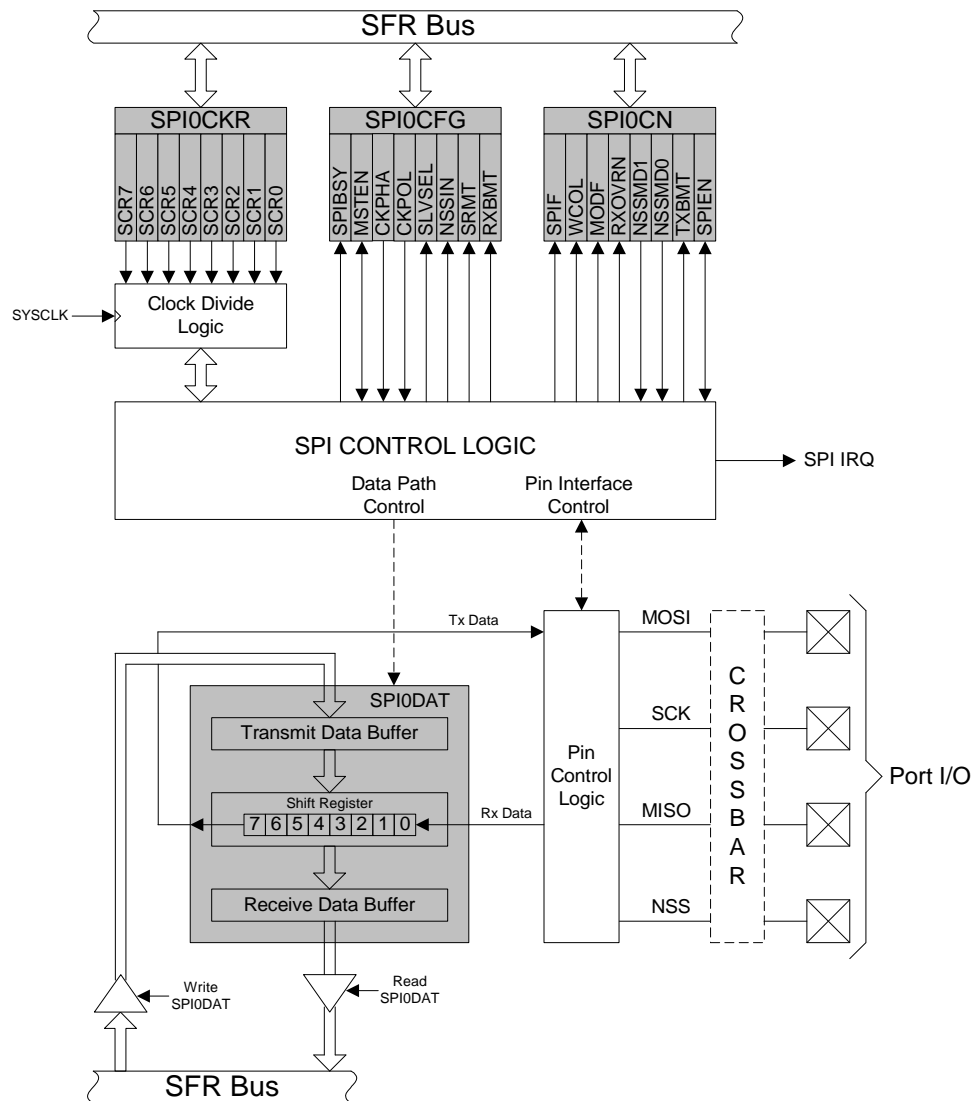 SFR Bus
SPI0CKR
SPI0CFG
SPI0CN
SCR7
SCR6
SCR5
SCR4
SCR3
SCR2
SCR1
SCR0
SPIBSY
MSTEN
CKPHA
CKPOL
SLVSEL
NSSIN
SRMT
RXBMT
SPIF
WCOL
MODF
RXOVRN
NSSMD1
NSSMD0
TXBMT
SPIEN
SYSCLK
Clock Divide
Logic
SPI CONTROL LOGIC
SPI IRQ
Data Path
Control
Pin Interface
Control
Tx Data
MOSI
SPI0DAT
Transmit Data Buffer
SCK
Shift Register
7 6 5 4 3 2 1 0
Rx Data
Pin
Control
Logic
MISO
Receive Data Buffer
NSS
CROSSBAR
Port I/O
Write
SPI0DAT
Read
SPI0DAT
SFR Bus